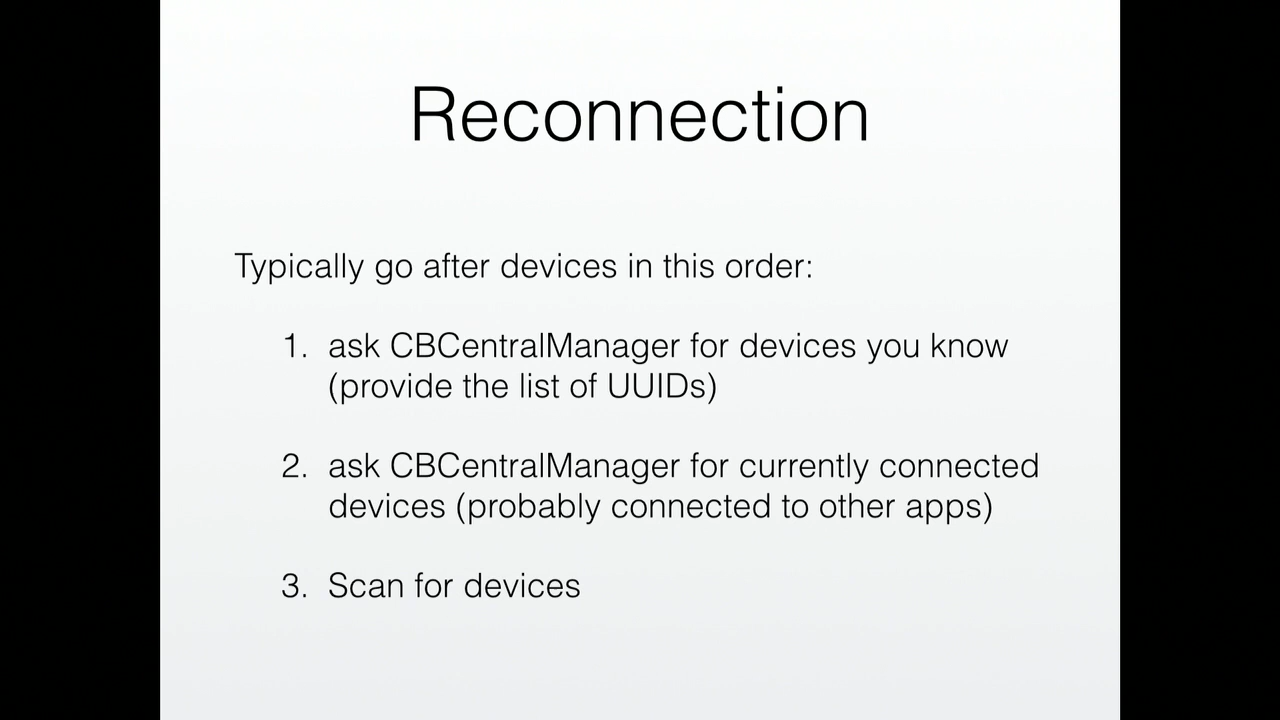 Reconnection
Typically go after devices in this order:
1. ask CBCentralManager for devices you know
(provide the list of UUIDs)
2. ask CBCentralManager for currently connected
devices (probably connected to other apps)
3. Scan for devices